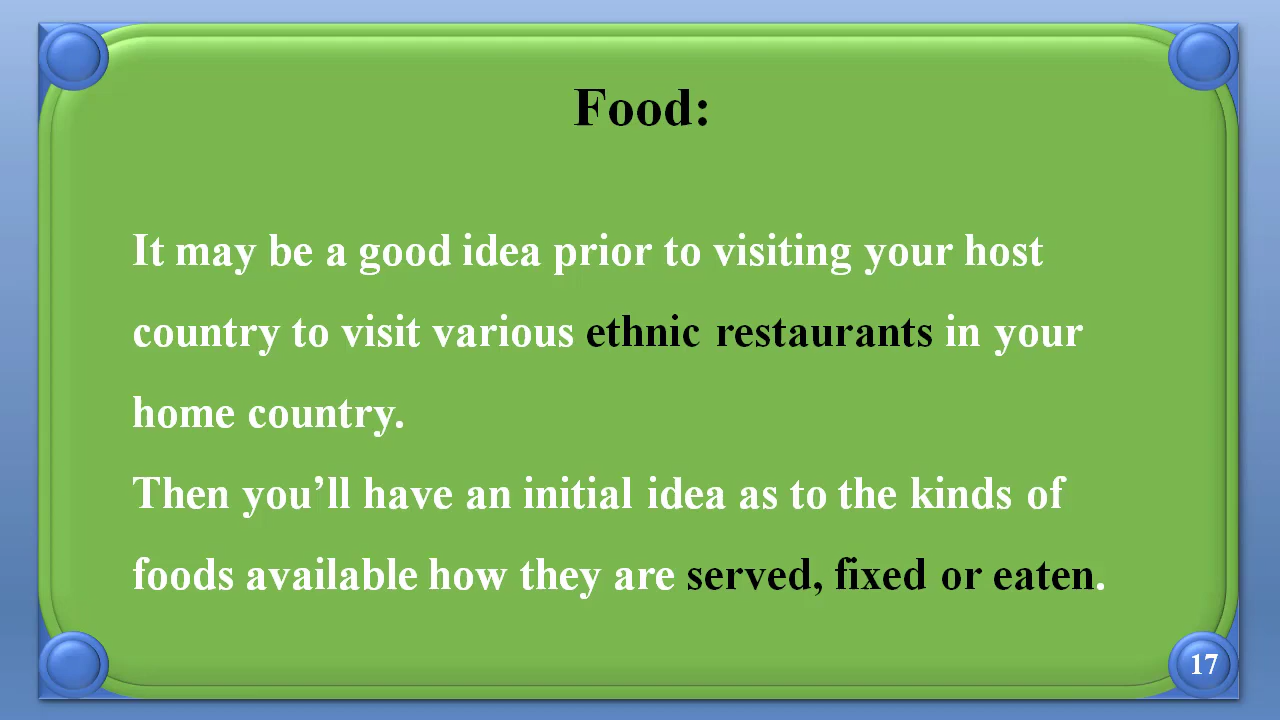 Food:
It may be a good idea prior to visiting your host
country to visit various ethnic restaurants in your
home country.
Then you’ll have an initial idea as to the kinds of
foods available how they are served, fixed or eaten.
17